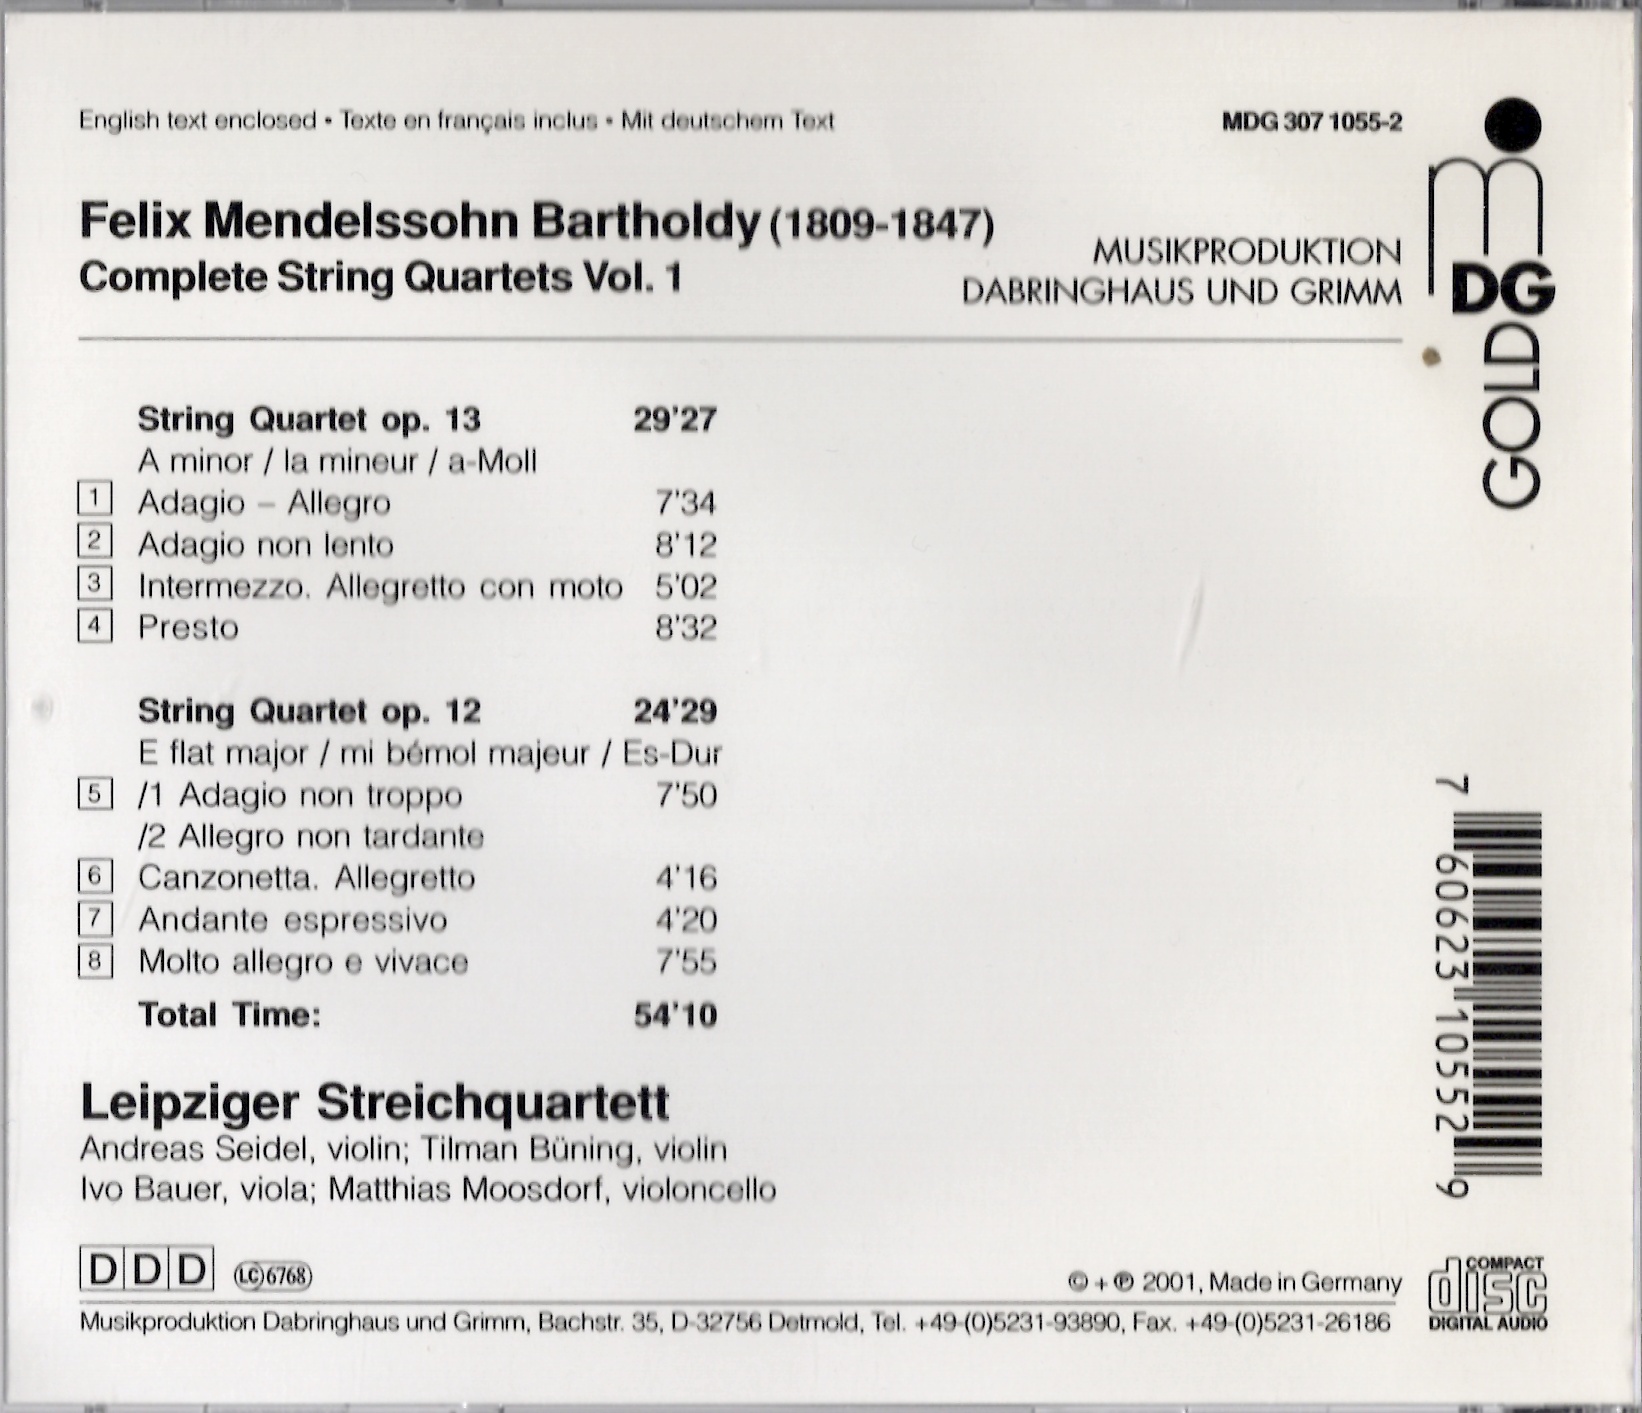 English text enclosed • Texte en français inclus • Mit deutschem Text
MDG 307 1055-2
Felix Mendelssohn Bartholdy (1809-1847)
Complete String Quartets Vol. 1
MUSIKPRODUKTION
DABRINGHAUS UND GRIMM
m
DG
GOLD
String Quartet op. 13 29'27
A minor / la mineur / a-Moll
1 Adagio – Allegro 7'34
2 Adagio non lento 8'12
3 Intermezzo. Allegretto con moto 5'02
4 Presto 8'32
String Quartet op. 12 24'29
E flat major / mi bémol majeur / Es-Dur
5 /1 Adagio non troppo 7'50
/2 Allegro non tardante
6 Canzonetta. Allegretto 4'16
7 Andante espressivo 4'20
8 Molto allegro e vivace 7'55
Total Time: 54'10
Leipziger Streichquartett
Andreas Seidel, violin; Tilman Büning, violin
Ivo Bauer, viola; Matthias Moosdorf, violoncello
7 60623 10552 9
DDD LC 6768
© + ℗ 2001, Made in Germany
Musikproduktion Dabringhaus und Grimm, Bachstr. 35, D-32756 Detmold, Tel. +49-(0)5231-93890, Fax. +49-(0)5231-26186
COMPACT
disc
DIGITAL AUDIO